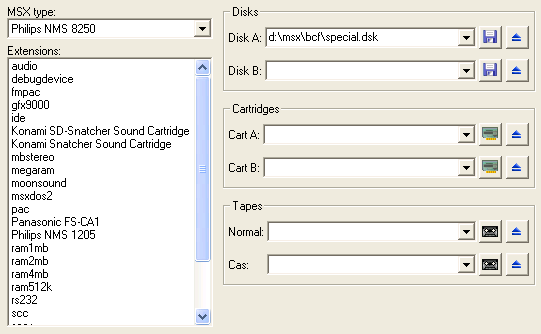 MSX type:
Philips NMS 8250
Extensions:
audio
debugdevice
fmpac
gfx9000
ide
Konami SD-Snatcher Sound Cartridge
Konami Snatcher Sound Cartridge
mbstereo
megaram
moonsound
msxdos2
pac
Panasonic FS-CA1
Philips NMS 1205
ram1mb
ram2mb
ram4mb
ram512k
rs232
scc
Disks
Disk A: d:\msx\bcf\special.dsk
Disk B:
Cartridges
Cart A:
Cart B:
Tapes
Normal:
Cas: